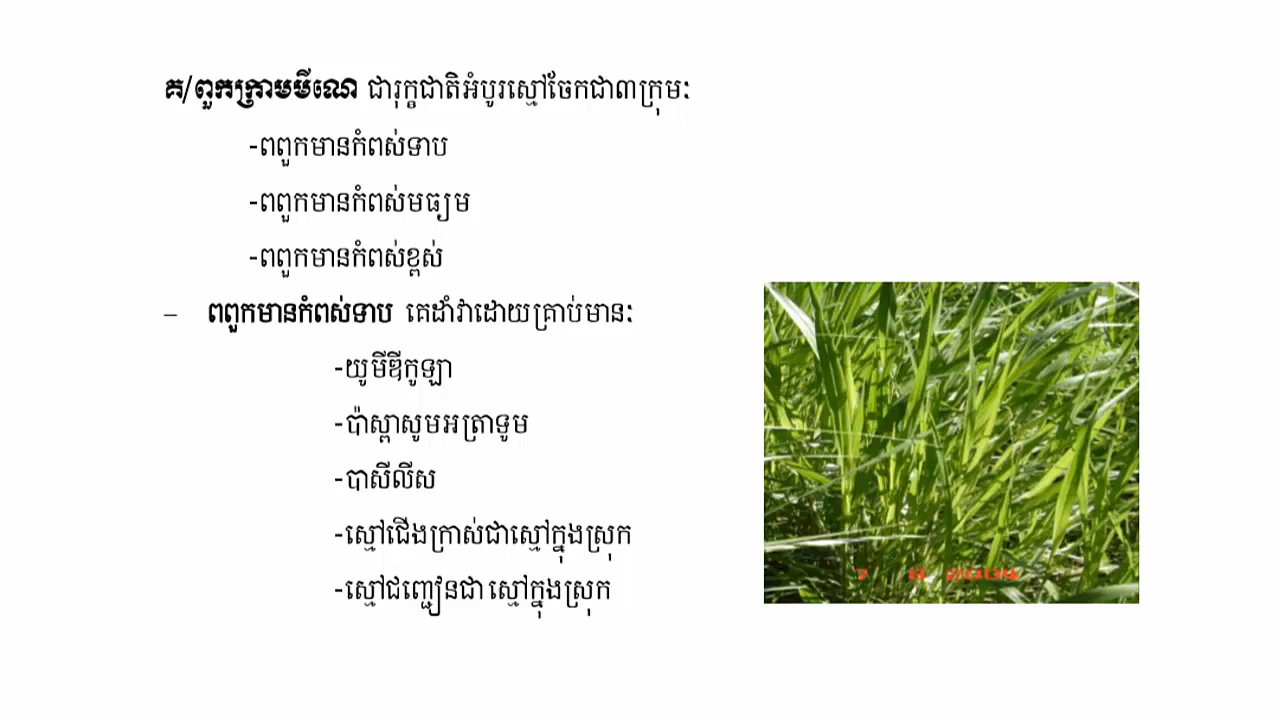 គ/ពួកក្រាមមីណេ ជារុក្ខជាតិអំបូរស្មៅចែកជា៣ក្រុមៈ
-ពពួកមានកំពស់ទាប
-ពពួកមានកំពស់មធ្យម
-ពពួកមានកំពស់ខ្ពស់
– ពពួកមានកំពស់ទាប គេដាំវាដោយគ្រាប់មានៈ
-យូមីឌីកូឡា
-ប៉ាស្ពាសូមអត្រាទូម
-បាសីលីស
-ស្មៅជើងក្រាស់ជាស្មៅក្នុងស្រុក
-ស្មៅជញ្ជៀនជា ស្មៅក្នុងស្រុក
7 8 2004